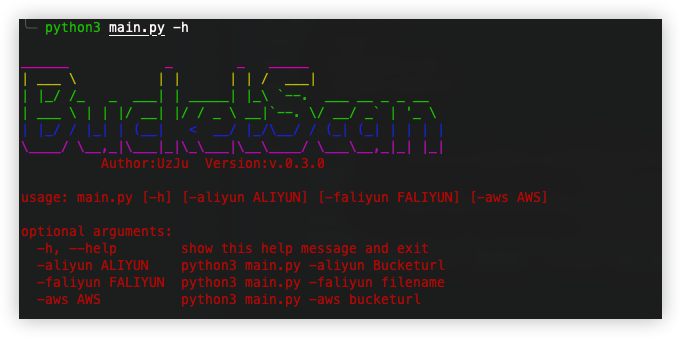 python3 main.py -h
BucketScan
Author:UzJu Version:v.0.3.0
usage: main.py [-h] [-aliyun ALIYUN] [-faliyun FALIYUN] [-aws AWS]
optional arguments:
-h, --help show this help message and exit
-aliyun ALIYUN python3 main.py -aliyun Bucketurl
-faliyun FALIYUN python3 main.py -faliyun filename
-aws AWS python3 main.py -aws bucketurl